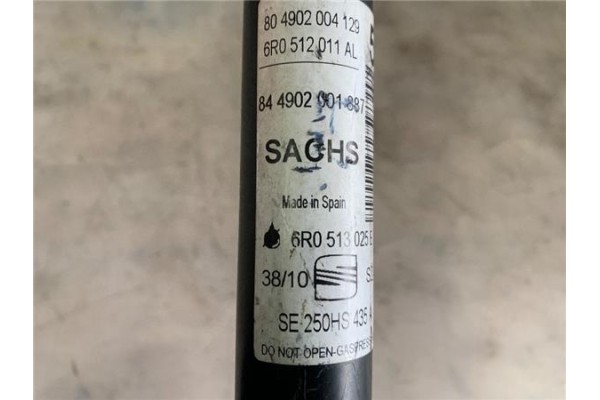 80 4902 004 129
6R0 512 011 AL
84 4902 001 887
SACHS
Made in Spain
6R0 513 025
38/10
SE 250HS 435
DO NOT OPEN-GASPRES